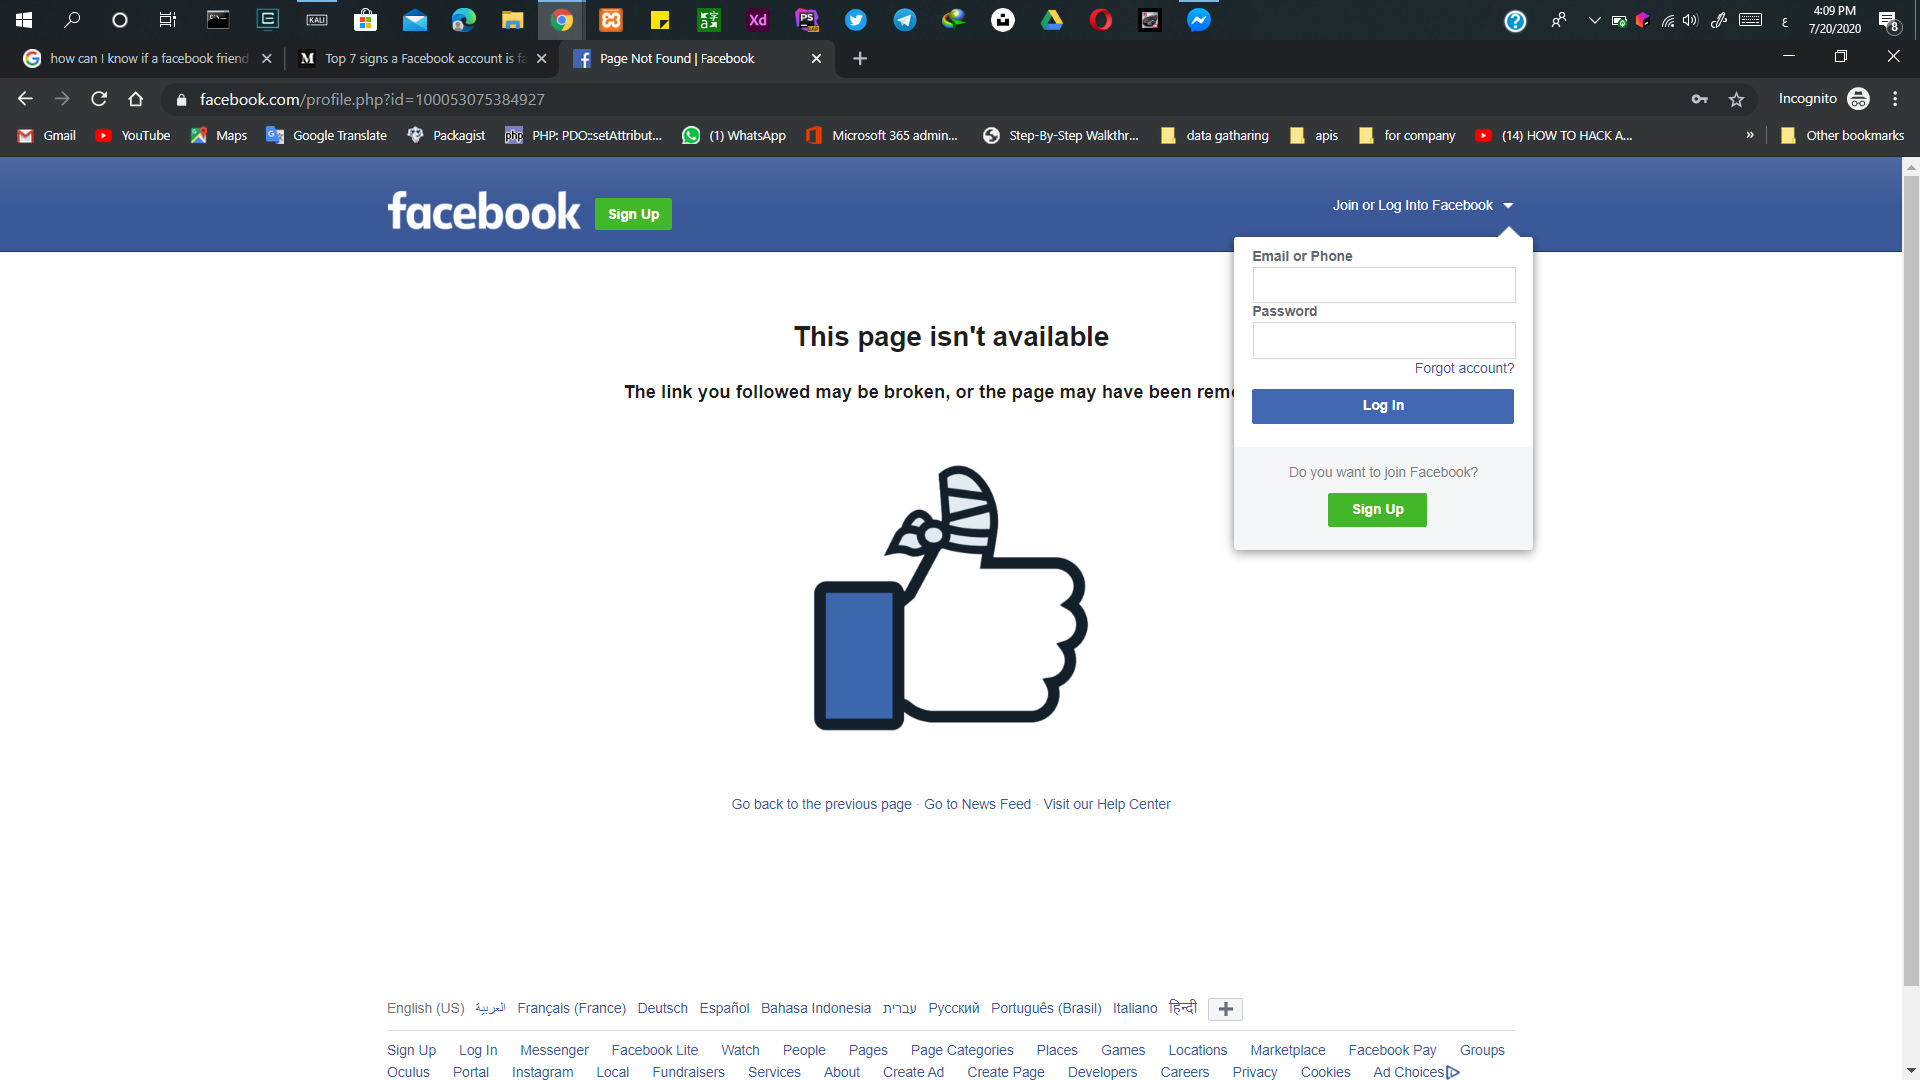 KAU
Xd
PS
ع
4:09 PM
7/20/2020
8
how can I know if a facebook friend
Top 7 signs a Facebook account is fa
Page Not Found | Facebook
facebook.com/profile.php?id=100053075384927
Incognito
Gmail
YouTube
Maps
Google Translate
Packagist
php
PHP: PDO::setAttribut...
(1) WhatsApp
Microsoft 365 admin...
Step-By-Step Walkthr...
data gatharing
apis
for company
(14) HOW TO HACK A...
»
Other bookmarks
facebook
Sign Up
Join or Log Into Facebook
Email or Phone
Password
Forgot account?
Log In
Do you want to join Facebook?
Sign Up
This page isn't available
The link you followed may be broken, or the page may have been rem
Go back to the previous page · Go to News Feed · Visit our Help Center
English (US) العربية Français (France) Deutsch Español Bahasa Indonesia עברית Русский Português (Brasil) Italiano हिन्दी
Sign Up Log In Messenger Facebook Lite Watch People Pages Page Categories Places Games Locations Marketplace Facebook Pay Groups
Oculus Portal Instagram Local Fundraisers Services About Create Ad Create Page Developers Careers Privacy Cookies Ad Choices